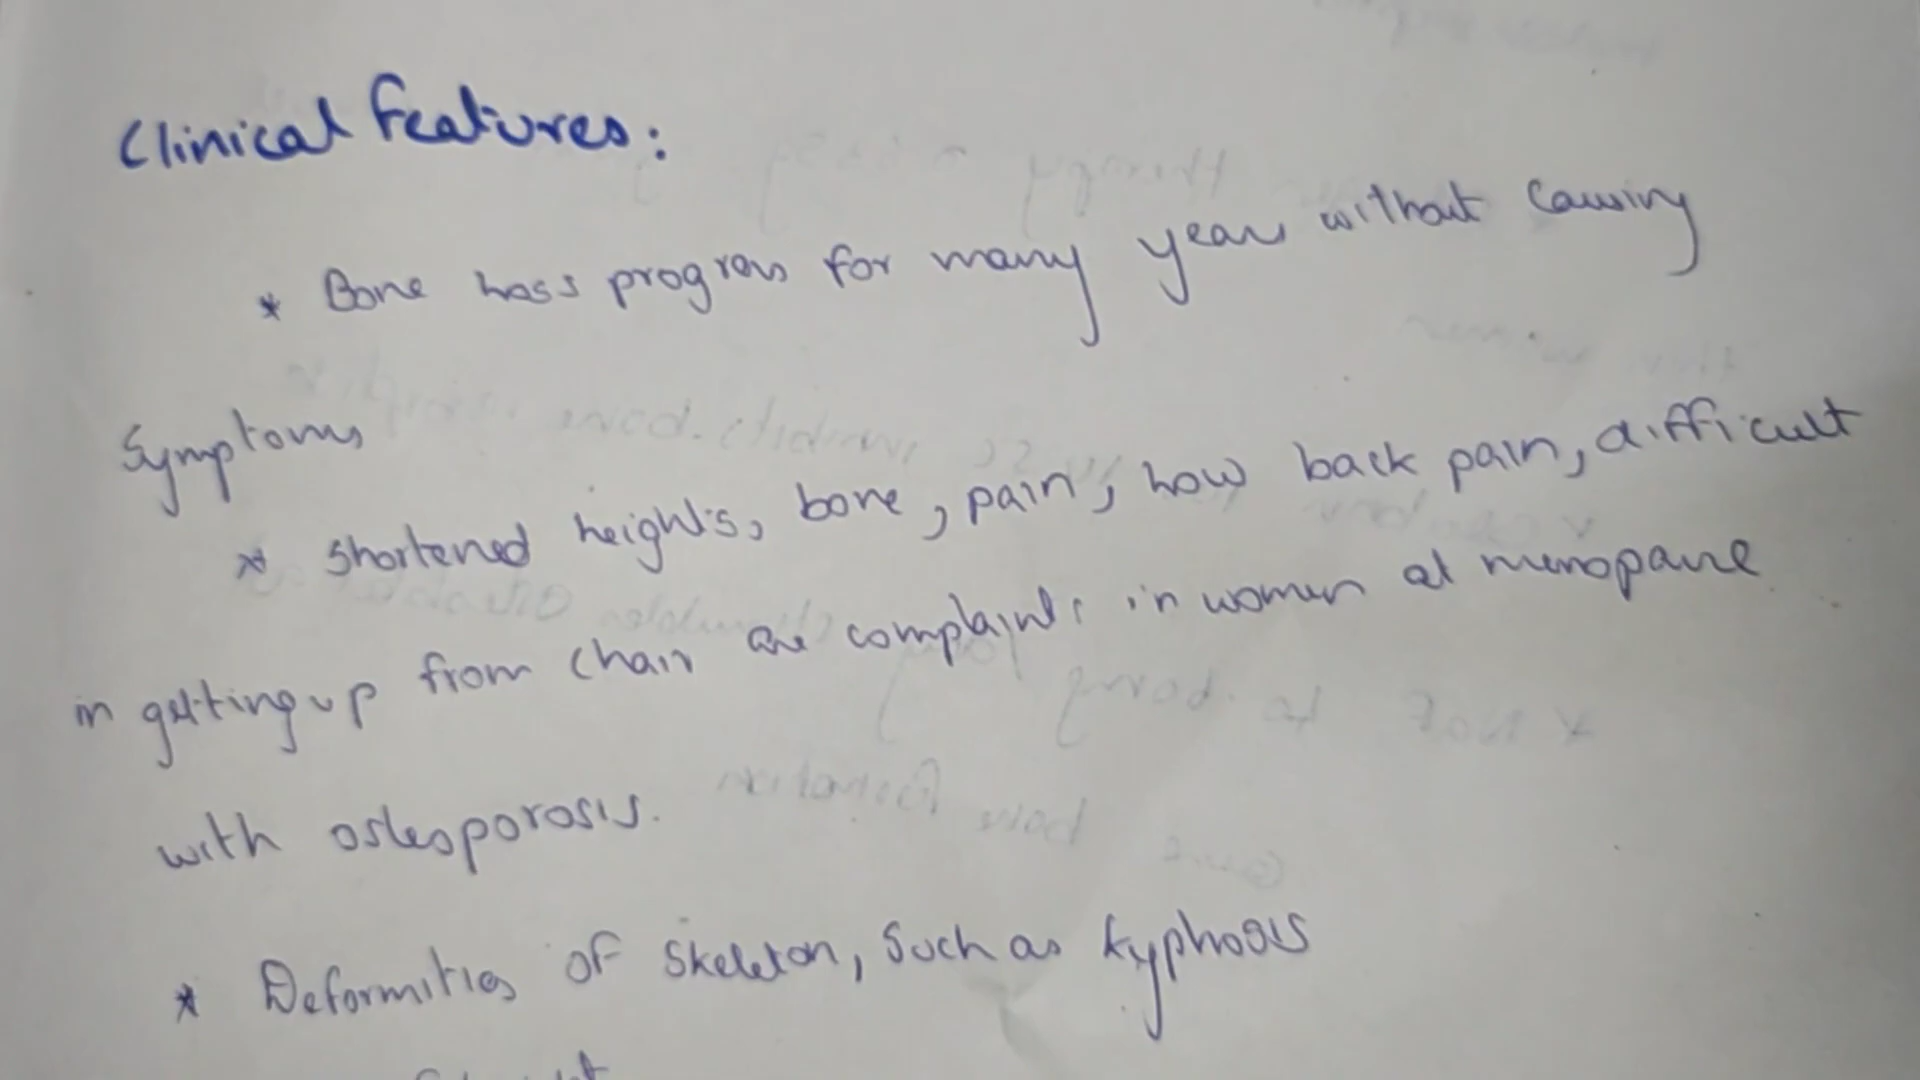 Clinical Features:
* Bone loss progress for many years without causing
Symptoms
* Shortened heights, bone, pain, low back pain, difficult
in getting up from chair are complaints in women at menopause
with osteoporosis.
* Deformities of skeleton, such as kyphosis